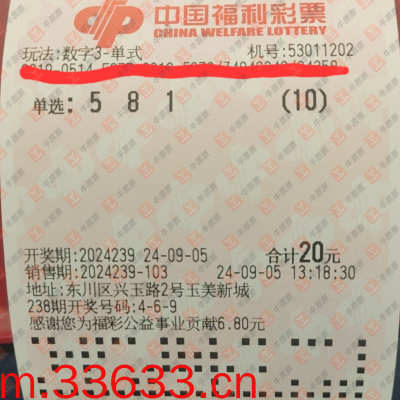 中国福利彩票
CHINA WELFARE LOTTERY
玩法:数字3-单式 机号:53011202
单选: 5 8 1 (10)
开奖期:2024239 24-09-05 合计20元
销售期:2024239-103 24-09-05 13:18:30
地址:东川区兴玉路2号玉美新城
238期开奖号码:4-6-9
感谢您为福彩公益事业贡献6.80元
m.33633.cn